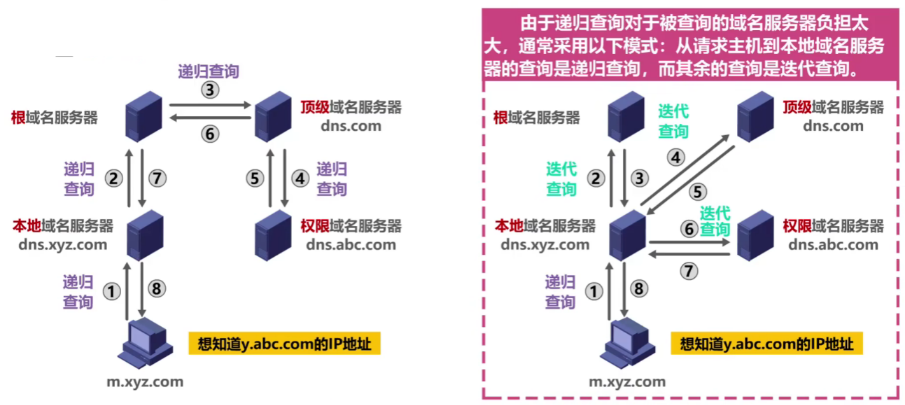 递归查询
③
⑥
根域名服务器
顶级域名服务器
dns.com
递归
查询
②
⑦
⑤
④
递归
查询
本地域名服务器
dns.xyz.com
权限域名服务器
dns.abc.com
递归
查询
①
⑧
想知道y.abc.com的IP地址
m.xyz.com
由于递归查询对于被查询的域名服务器负担太
大，通常采用以下模式：从请求主机到本地域名服务
器的查询是递归查询，而其余的查询是迭代查询。
根域名服务器
迭代
查询
顶级域名服务器
dns.com
迭代
查询
②
③
④
⑤
本地域名服务器
dns.xyz.com
迭代
查询
⑥
⑦
权限域名服务器
dns.abc.com
递归
查询
①
⑧
想知道y.abc.com的IP地址
m.xyz.com